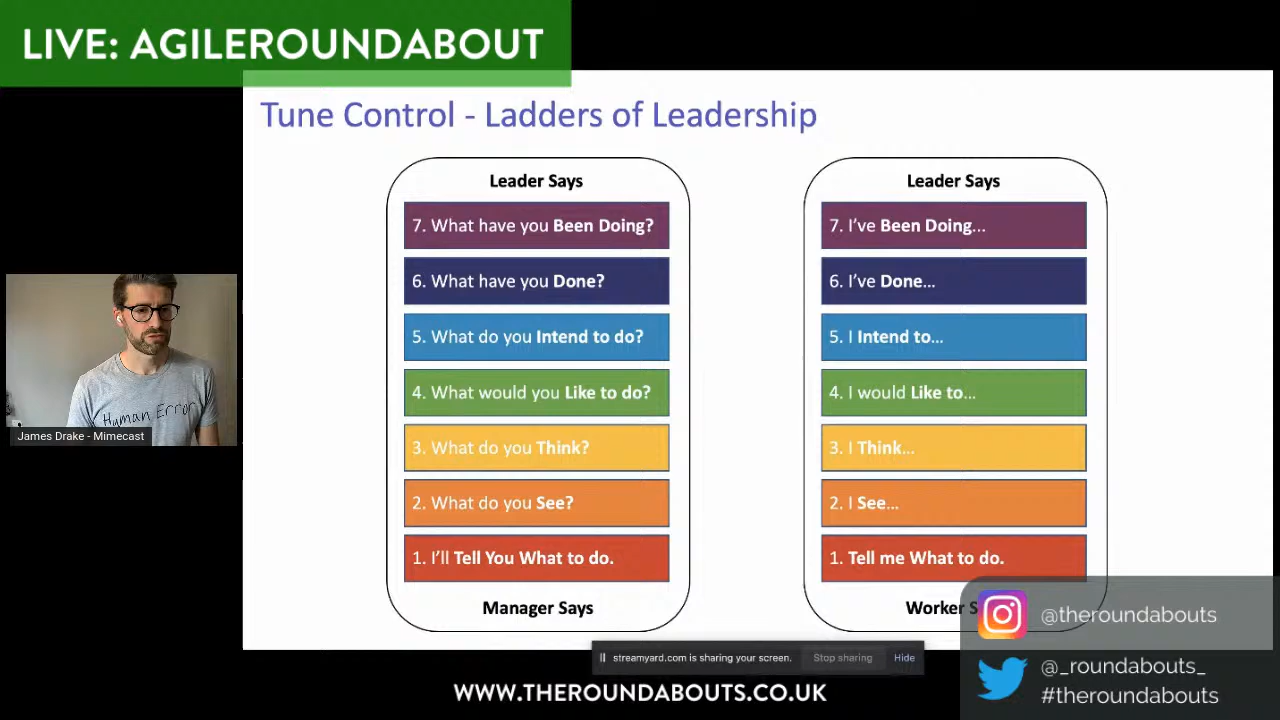 LIVE: AGILEROUNDABOUT
Tune Control - Ladders of Leadership
Leader Says
7. What have you Been Doing?
6. What have you Done?
5. What do you Intend to do?
4. What would you Like to do?
3. What do you Think?
2. What do you See?
1. I'll Tell You What to do.
Manager Says
Leader Says
7. I've Been Doing...
6. I've Done...
5. I Intend to...
4. I would Like to...
3. I Think...
2. I See...
1. Tell me What to do.
Worker S
Human Error
James Drake - Mimecast
streamyard.com is sharing your screen.
Stop sharing
Hide
@theroundabouts
@_roundabouts_
#theroundabouts
WWW.THEROUNDABOUTS.CO.UK